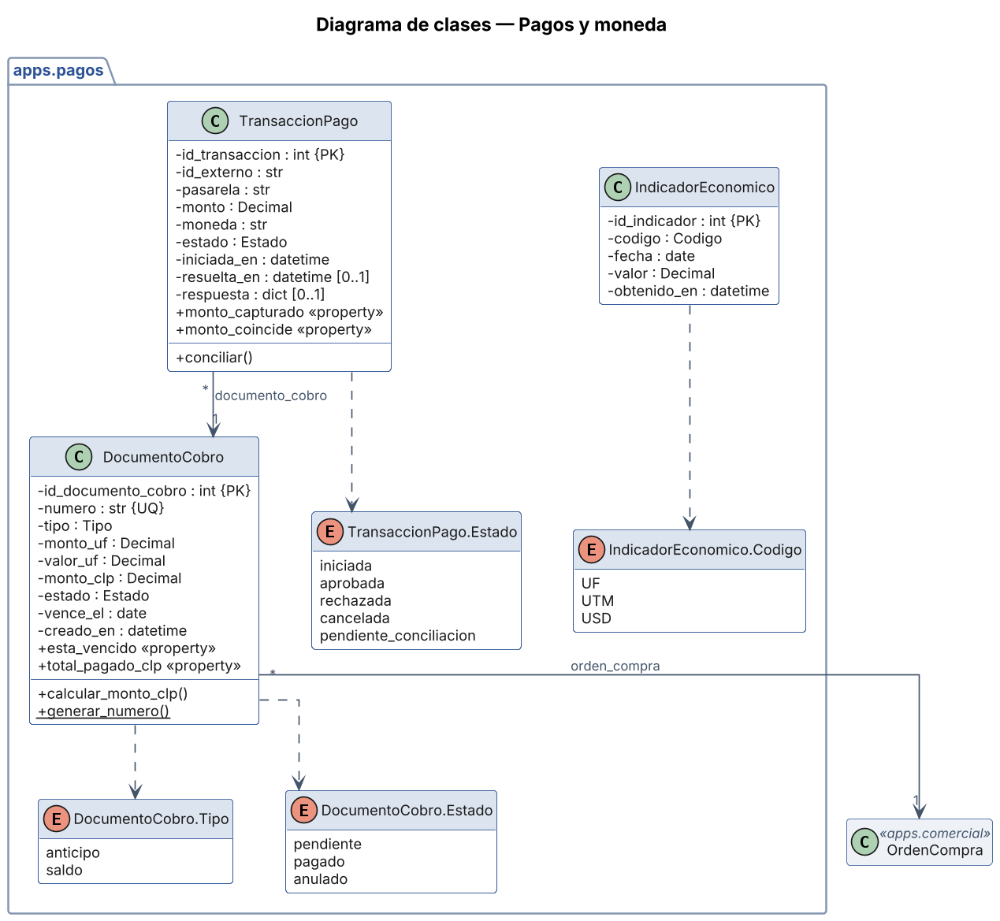 Diagrama de clases — Pagos y moneda
apps.pagos
C TransaccionPago
-id_transaccion : int {PK}
-id_externo : str
-pasarela : str
-monto : Decimal
-moneda : str
-estado : Estado
-iniciada_en : datetime
-resuelta_en : datetime [0..1]
-respuesta : dict [0..1]
+monto_capturado «property»
+monto_coincide «property»
+conciliar()
C IndicadorEconomico
-id_indicador : int {PK}
-codigo : Codigo
-fecha : date
-valor : Decimal
-obtenido_en : datetime
*
documento_cobro
1
C DocumentoCobro
-id_documento_cobro : int {PK}
-numero : str {UQ}
-tipo : Tipo
-monto_uf : Decimal
-valor_uf : Decimal
-monto_clp : Decimal
-estado : Estado
-vence_el : date
-creado_en : datetime
+esta_vencido «property»
+total_pagado_clp «property»
+calcular_monto_clp()
+generar_numero()
E TransaccionPago.Estado
iniciada
aprobada
rechazada
cancelada
pendiente_conciliacion
E IndicadorEconomico.Codigo
UF
UTM
USD
*
orden_compra
1
E DocumentoCobro.Tipo
anticipo
saldo
E DocumentoCobro.Estado
pendiente
pagado
anulado
C «apps.comercial»
OrdenCompra